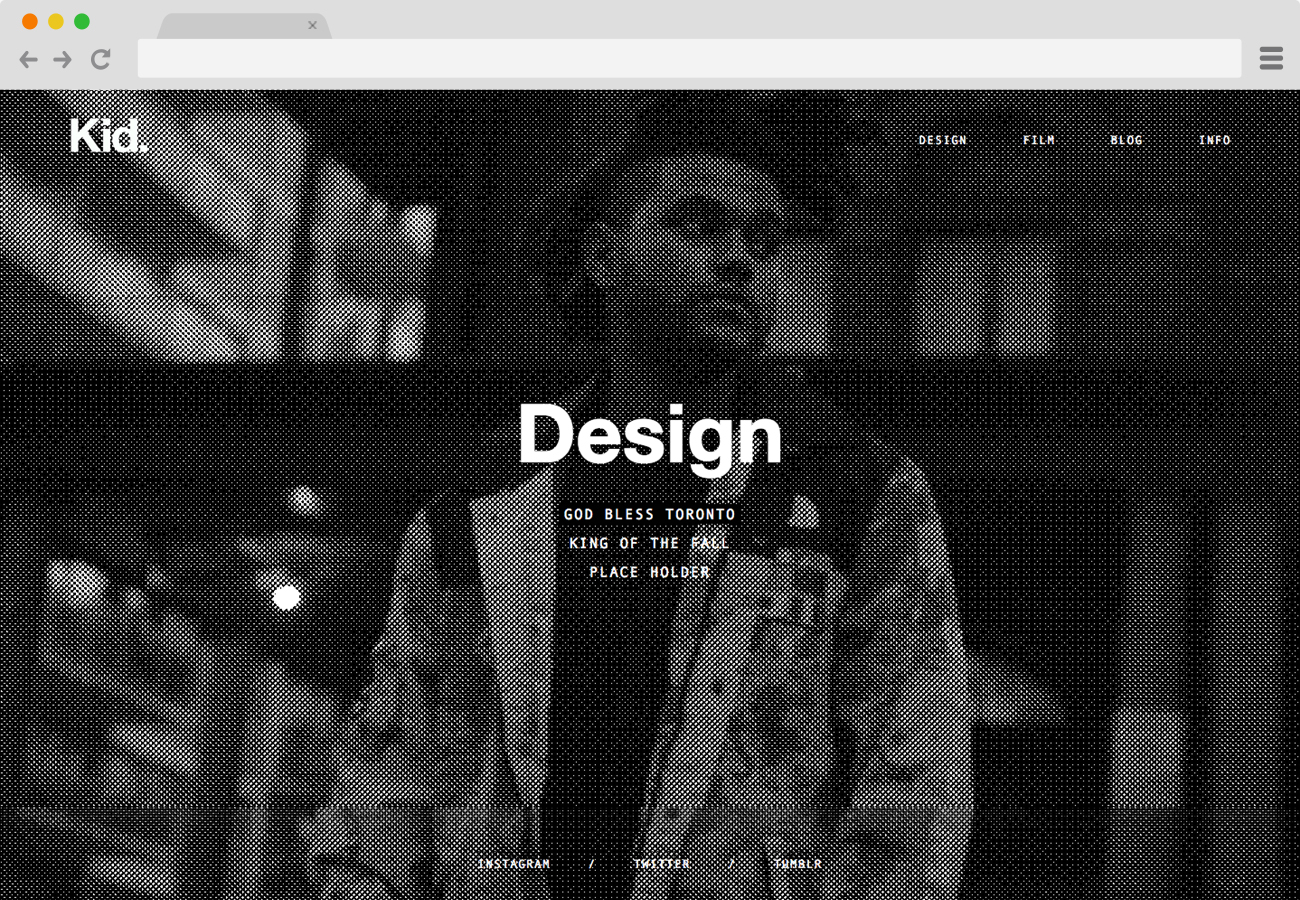 Kid.
DESIGN FILM BLOG INFO
Design
GOD BLESS TORONTO
KING OF THE FALL
PLACE HOLDER
INSTAGRAM / TWITTER / TUMBLR